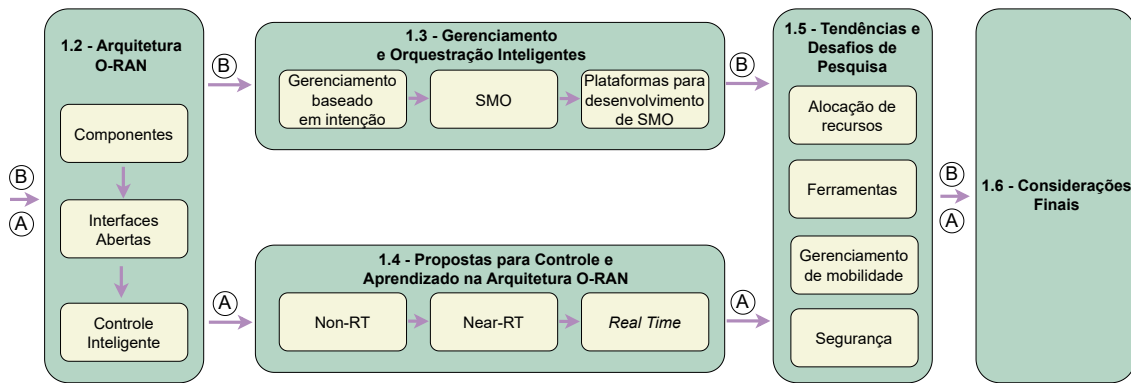 B
A
1.2 - Arquitetura
O-RAN
Componentes
Interfaces
Abertas
Controle
Inteligente
B
A
1.3 - Gerenciamento
e Orquestração Inteligentes
Gerenciamento
baseado
em intenção
SMO
Plataformas para
desenvolvimento
de SMO
1.4 - Propostas para Controle e
Aprendizado na Arquitetura O-RAN
Non-RT
Near-RT
Real Time
B
A
1.5 - Tendências e
Desafios de
Pesquisa
Alocação de
recursos
Ferramentas
Gerenciamento
de mobilidade
Segurança
B
A
1.6 - Considerações
Finais